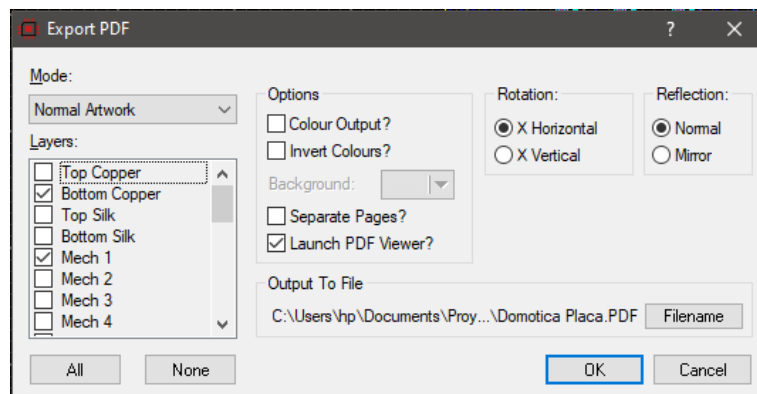 Export PDF
Mode:
Normal Artwork
Layers:
Top Copper
Bottom Copper
Top Silk
Bottom Silk
Mech 1
Mech 2
Mech 3
Mech 4
All
None
Options
Colour Output?
Invert Colours?
Background:
Separate Pages?
Launch PDF Viewer?
Rotation:
X Horizontal
X Vertical
Reflection:
Normal
Mirror
Output To File
C:\Users\hp\Documents\Proy...\Domotica Placa.PDF
Filename
OK
Cancel